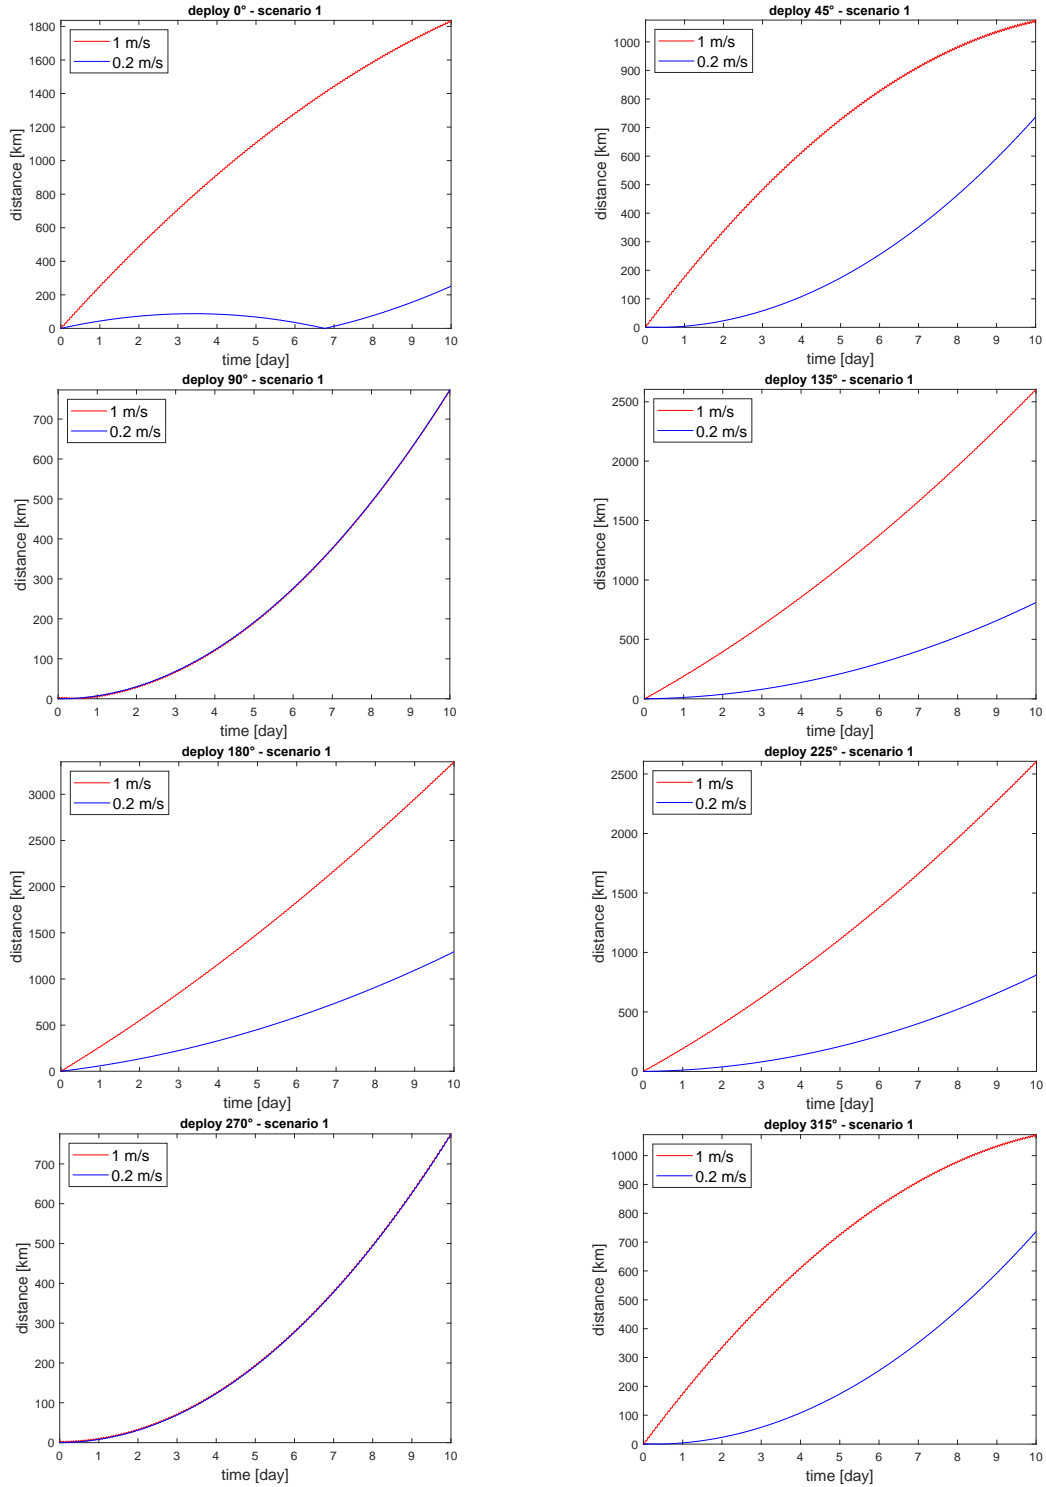 deploy 0° - scenario 1
1 m/s
0.2 m/s
distance [km]
0
200
400
600
800
1000
1200
1400
1600
1800
0 1 2 3 4 5 6 7 8 9 10
time [day]
deploy 45° - scenario 1
1 m/s
0.2 m/s
distance [km]
0
100
200
300
400
500
600
700
800
900
1000
0 1 2 3 4 5 6 7 8 9 10
time [day]
deploy 90° - scenario 1
1 m/s
0.2 m/s
distance [km]
0
100
200
300
400
500
600
700
0 1 2 3 4 5 6 7 8 9 10
time [day]
deploy 135° - scenario 1
1 m/s
0.2 m/s
distance [km]
0
500
1000
1500
2000
2500
0 1 2 3 4 5 6 7 8 9 10
time [day]
deploy 180° - scenario 1
1 m/s
0.2 m/s
distance [km]
0
500
1000
1500
2000
2500
3000
0 1 2 3 4 5 6 7 8 9 10
time [day]
deploy 225° - scenario 1
1 m/s
0.2 m/s
distance [km]
0
500
1000
1500
2000
2500
0 1 2 3 4 5 6 7 8 9 10
time [day]
deploy 270° - scenario 1
1 m/s
0.2 m/s
distance [km]
0
100
200
300
400
500
600
700
0 1 2 3 4 5 6 7 8 9 10
time [day]
deploy 315° - scenario 1
1 m/s
0.2 m/s
distance [km]
0
100
200
300
400
500
600
700
800
900
1000
0 1 2 3 4 5 6 7 8 9 10
time [day]